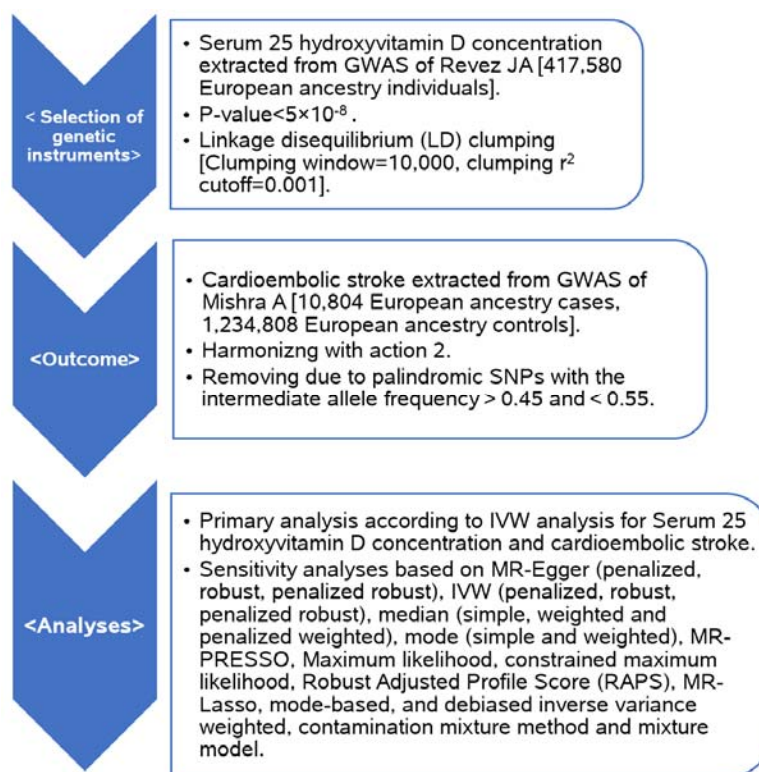 < Selection of
genetic
instruments>
• Serum 25 hydroxyvitamin D concentration
extracted from GWAS of Revez JA [417,580
European ancestry individuals].
• P-value<5×10⁻⁸ .
• Linkage disequilibrium (LD) clumping
[Clumping window=10,000, clumping r²
cutoff=0.001].
<Outcome>
• Cardioembolic stroke extracted from GWAS of
Mishra A [10,804 European ancestry cases,
1,234,808 European ancestry controls].
• Harmonizng with action 2.
• Removing due to palindromic SNPs with the
intermediate allele frequency > 0.45 and < 0.55.
<Analyses>
• Primary analysis according to IVW analysis for Serum 25
hydroxyvitamin D concentration and cardioembolic stroke.
• Sensitivity analyses based on MR-Egger (penalized,
robust, penalized robust), IVW (penalized, robust,
penalized robust), median (simple, weighted and
penalized weighted), mode (simple and weighted), MR-
PRESSO, Maximum likelihood, constrained maximum
likelihood, Robust Adjusted Profile Score (RAPS), MR-
Lasso, mode-based, and debiased inverse variance
weighted, contamination mixture method and mixture
model.